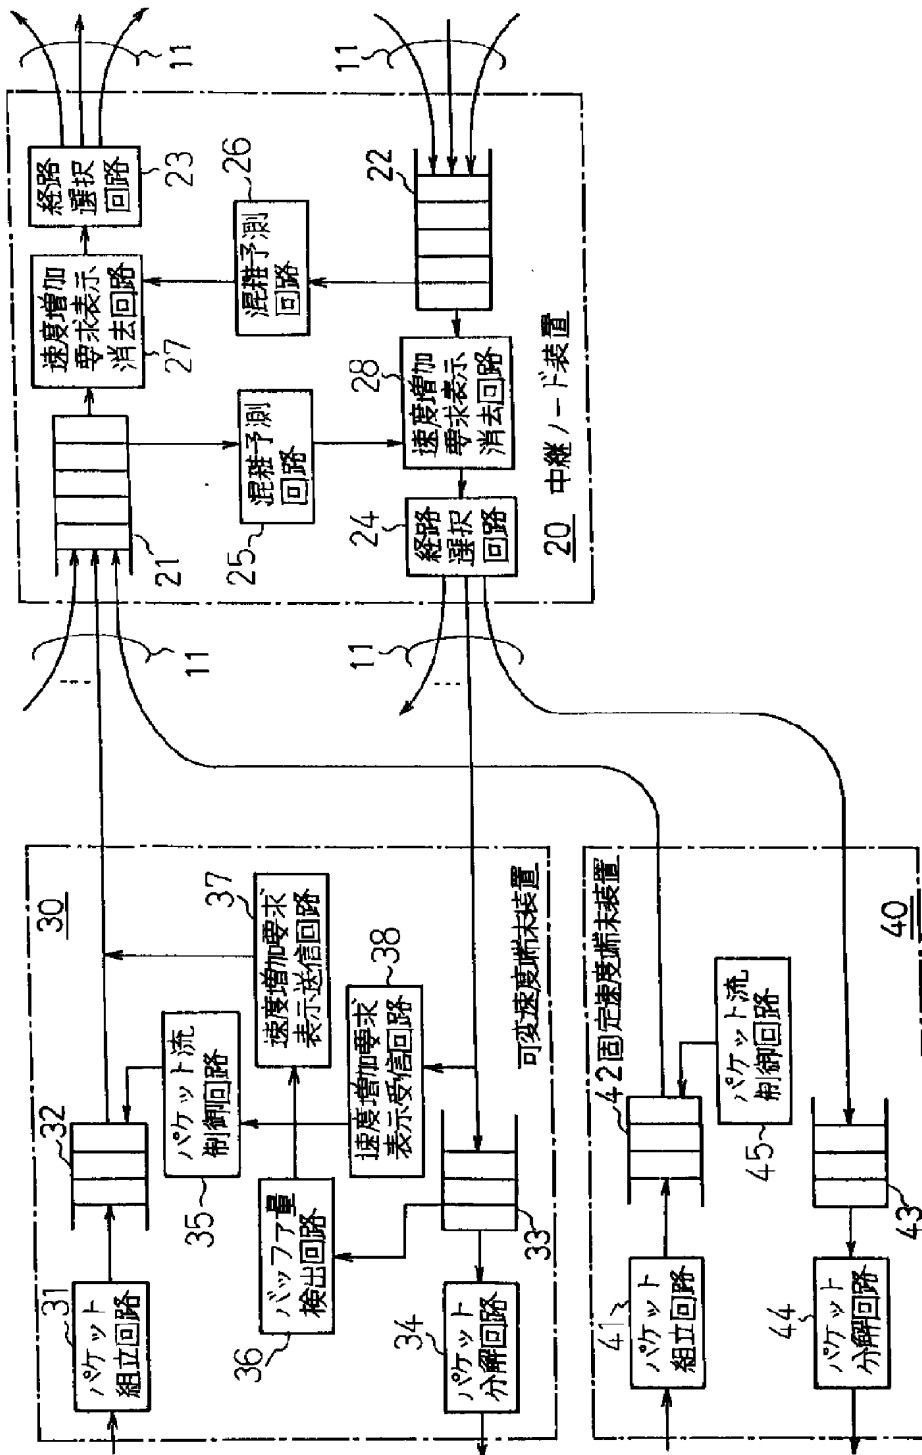 30
31
パケット
組立回路
32
パケット流
制御回路
35
バッファ量
検出回路
36
速度増加要求
表示送信回路
37
速度増加要求
表示受信回路
38
33
パケット
分解回路
34
可変速度端末装置
固定速度端末装置
40
41
パケット
組立回路
42
パケット流
制御回路
45
43
パケット
分解回路
44
11
11
21
速度増加
要求表示
消去回路
27
経路
選択
回路
23
11
混雑予測
回路
25
混雑予測
回路
26
24
経路
選択
回路
28
速度増加
要求表示
消去回路
22
11
20
中継ノード装置